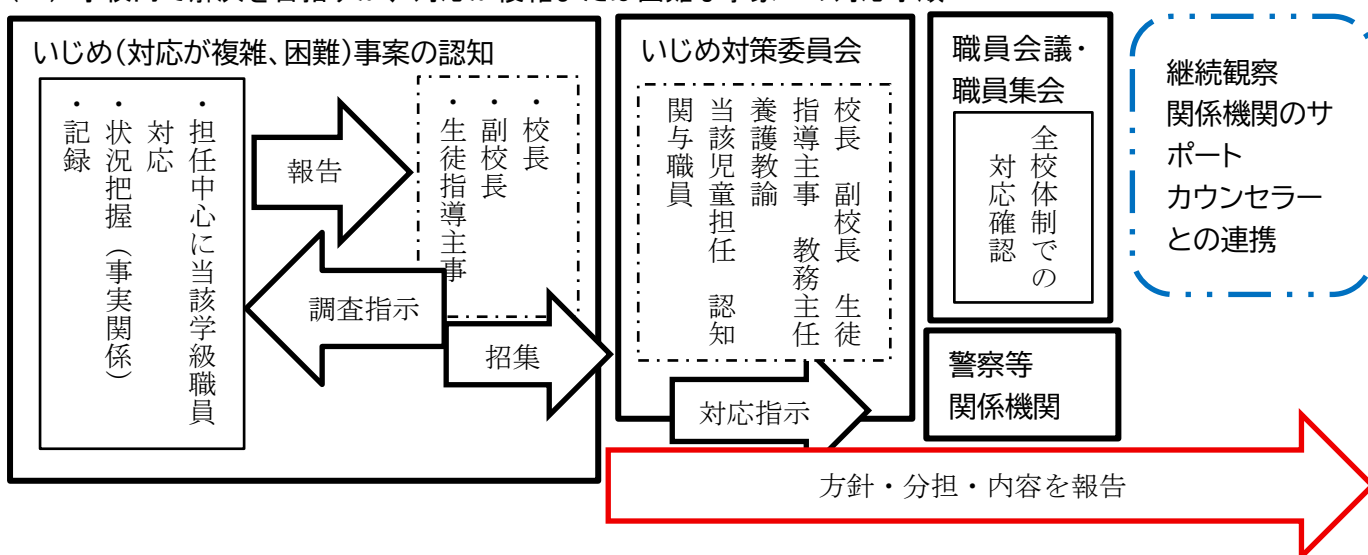 いじめ(対応が複雑、困難)事案の認知
・担任中心に当該学級職員
対応
・状況把握（事実関係）
・記録
報告
・校長
・副校長
・生徒指導主事
調査指示
招集
いじめ対策委員会
校長　副校長　生徒
指導主事　教務主任
養護教諭
当該児童担任　認知
関与職員
対応指示
職員会議・
職員集会
全校体制での
対応確認
警察等
関係機関
継続観察
関係機関のサ
ポート
カウンセラー
との連携
方針・分担・内容を報告